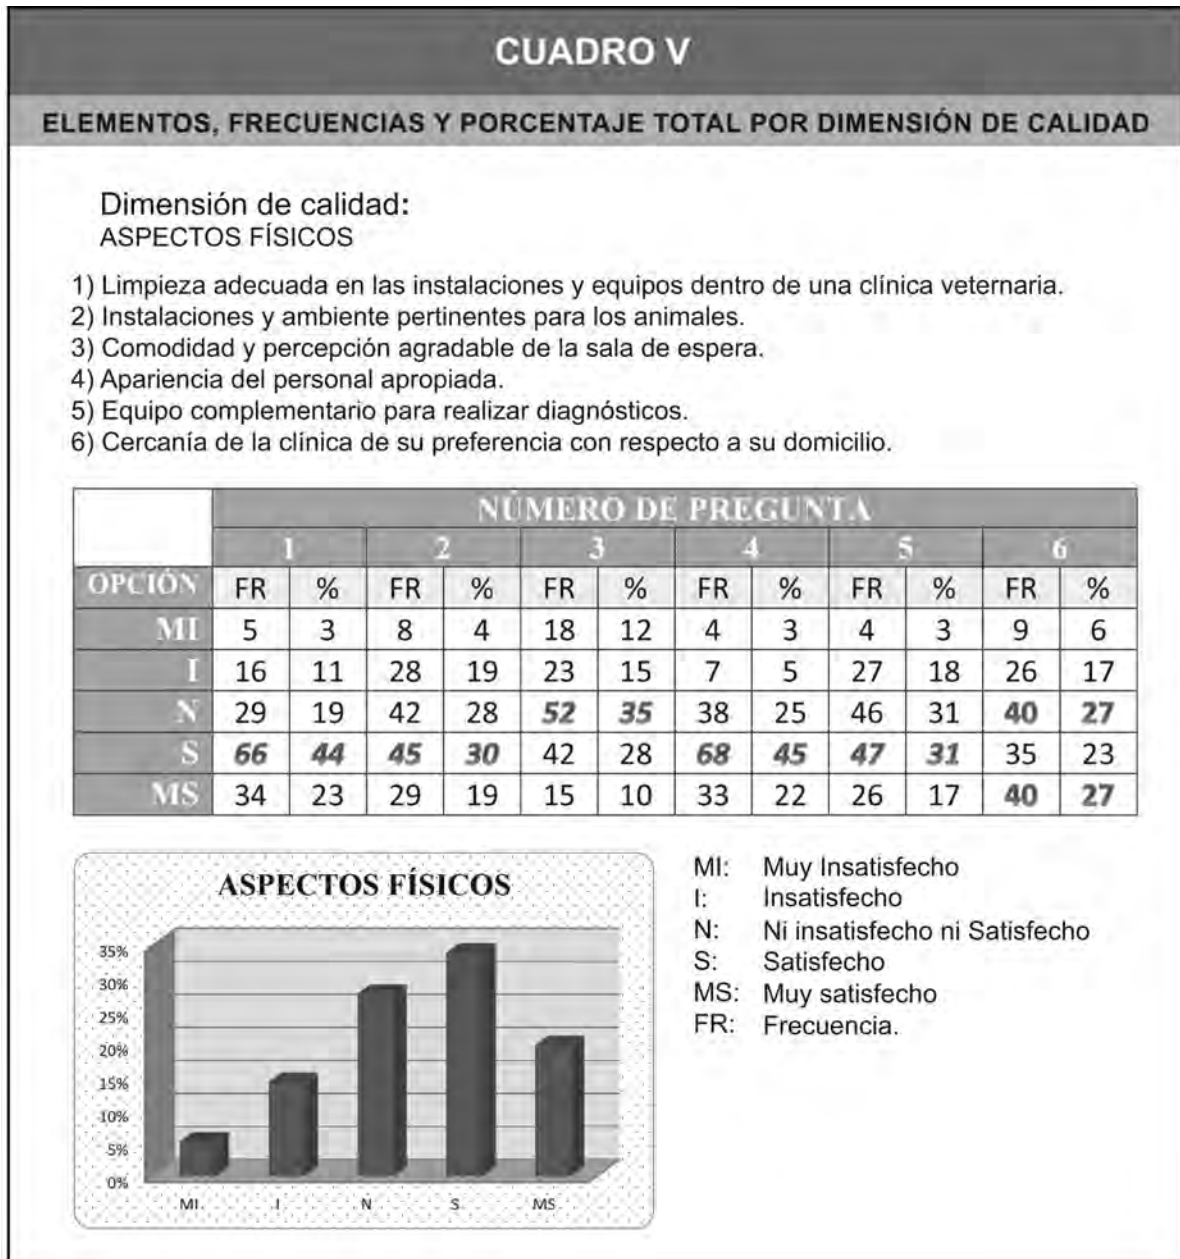 CUADRO V
ELEMENTOS, FRECUENCIAS Y PORCENTAJE TOTAL POR DIMENSIÓN DE CALIDAD
Dimensión de calidad:
ASPECTOS FÍSICOS
1) Limpieza adecuada en las instalaciones y equipos dentro de una clínica veternaria.
2) Instalaciones y ambiente pertinentes para los animales.
3) Comodidad y percepción agradable de la sala de espera.
4) Apariencia del personal apropiada.
5) Equipo complementario para realizar diagnósticos.
6) Cercanía de la clínica de su preferencia con respecto a su domicilio.
NÚMERO DE PREGUNTA
1 2 3 4 5 6
OPCIÓN FR % FR % FR % FR % FR % FR %
MI 5 3 8 4 18 12 4 3 4 3 9 6
I 16 11 28 19 23 15 7 5 27 18 26 17
N 29 19 42 28 52 35 38 25 46 31 40 27
S 66 44 45 30 42 28 68 45 47 31 35 23
MS 34 23 29 19 15 10 33 22 26 17 40 27
ASPECTOS FÍSICOS
35%
30%
25%
20%
15%
10%
5%
0%
MI I N S MS
MI: Muy Insatisfecho
I: Insatisfecho
N: Ni insatisfecho ni Satisfecho
S: Satisfecho
MS: Muy satisfecho
FR: Frecuencia.